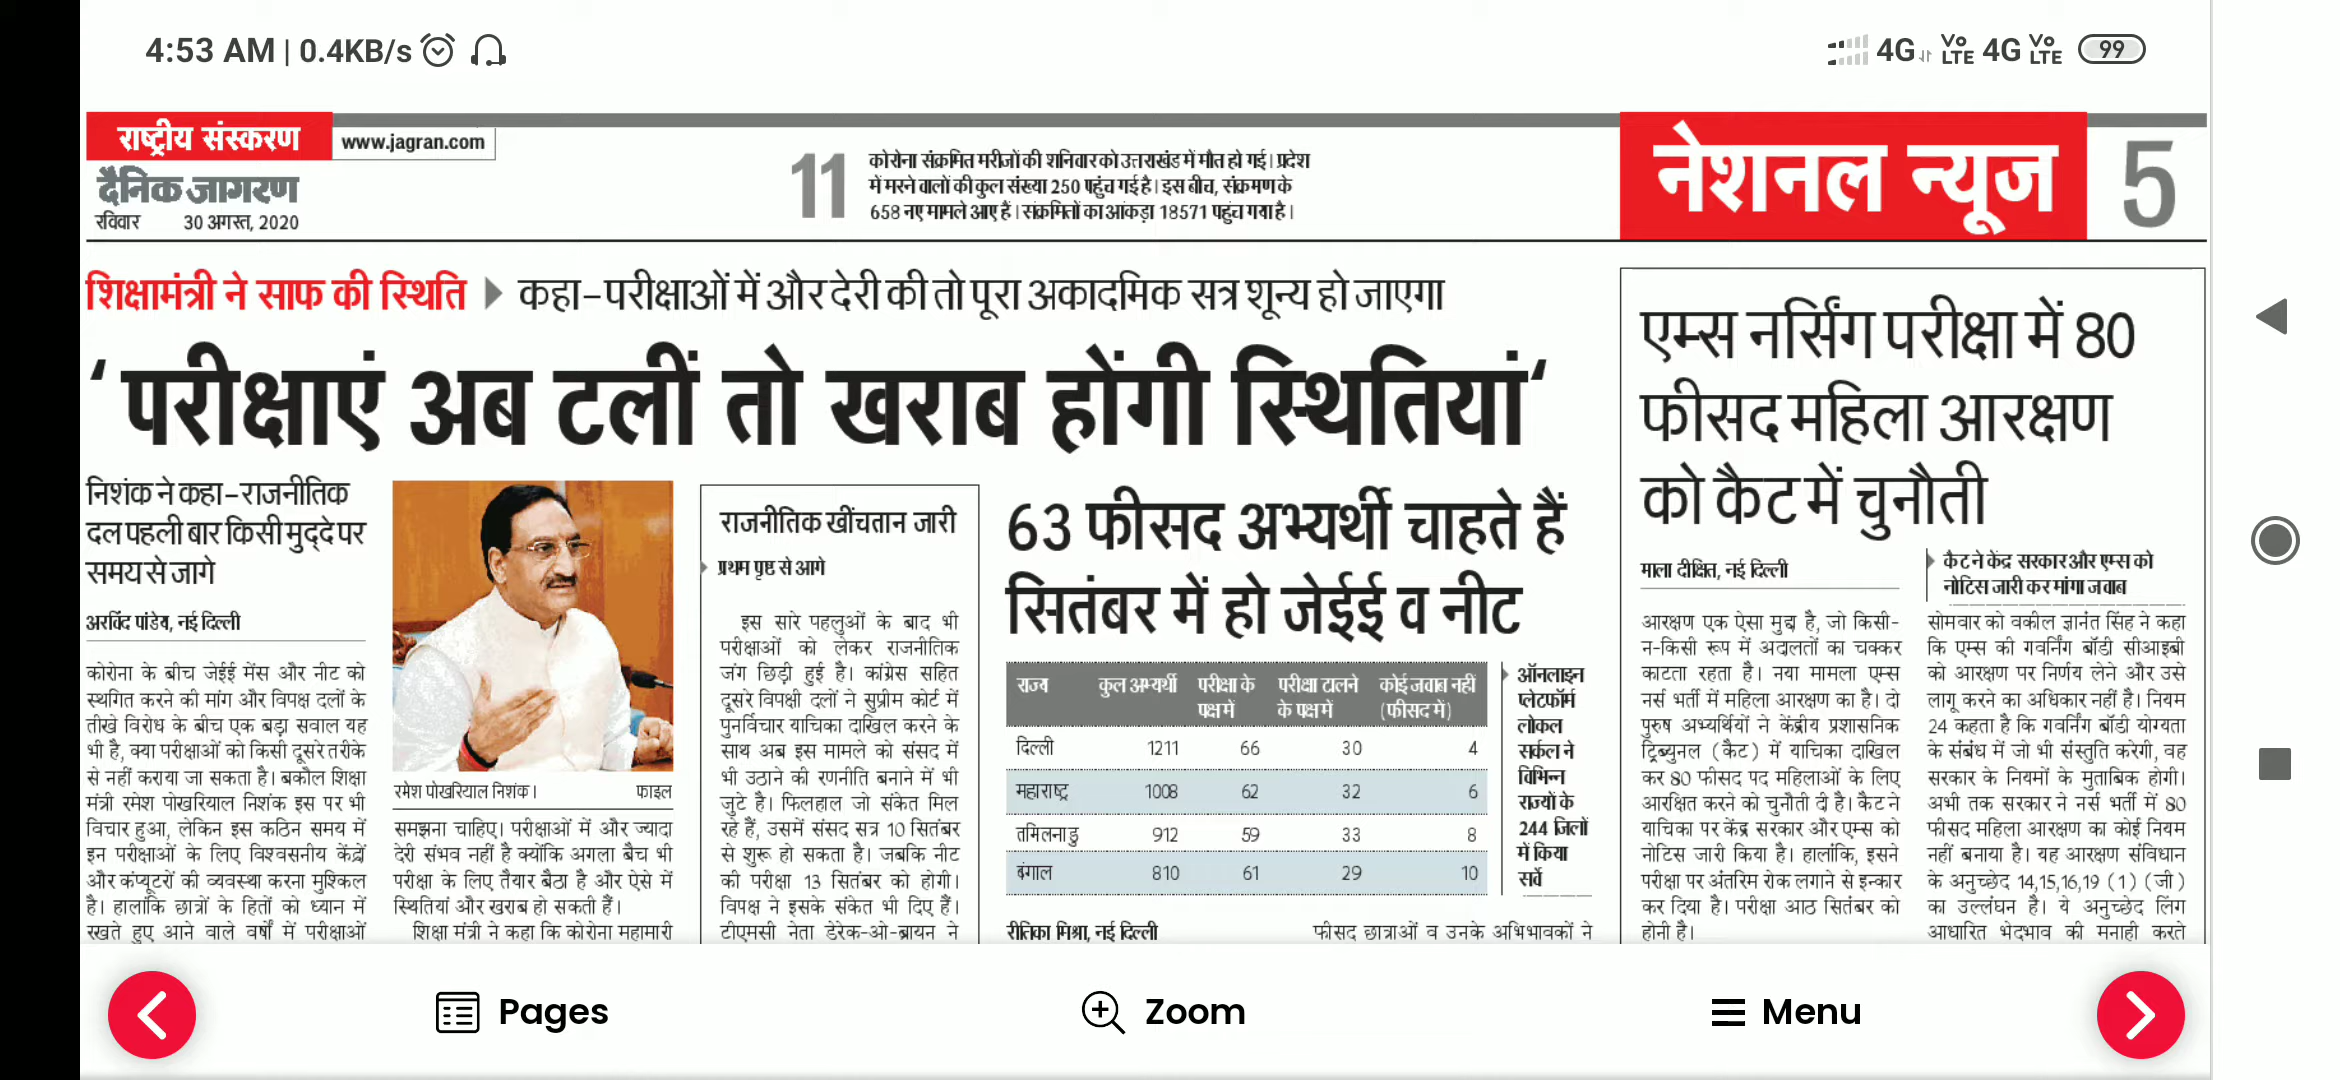 4:53 AM | 0.4KB/s
4G VoLTE 4G VoLTE 99
राष्ट्रीय संस्करण
www.jagran.com
दैनिक जागरण
रविवार 30 अगस्त, 2020
11
कोरोना संक्रमित मरीजों की शनिवार को उत्तराखंड में मौत हो गई। प्रदेश
में मरने वालों की कुल संख्या 250 पहुंच गई है। इस बीच, संक्रमण के
658 नए मामले आए हैं। संक्रमितों का आंकड़ा 18571 पहुंच गया है।
नेशनल न्यूज
5
शिक्षामंत्री ने साफ की स्थिति ▶ कहा-परीक्षाओं में और देरी की तो पूरा अकादमिक सत्र शून्य हो जाएगा
‘परीक्षाएं अब टलीं तो खराब होंगी स्थितियां‘
निशंक ने कहा-राजनीतिक
दल पहली बार किसी मुद्दे पर
समय से जागे
अरविंद पांडेय, नई दिल्ली
कोरोना के बीच जेईई मेंस और नीट को
स्थगित करने की मांग और विपक्ष दलों के
तीखे विरोध के बीच एक बड़ा सवाल यह
भी है, क्या परीक्षाओं को किसी दूसरे तरीके
से नहीं कराया जा सकता है। बकौल शिक्षा
मंत्री रमेश पोखरियाल निशंक इस पर भी
विचार हुआ, लेकिन इस कठिन समय में
इन परीक्षाओं के लिए विश्वसनीय केंद्रों
और कंप्यूटरों की व्यवस्था करना मुश्किल
है। हालांकि छात्रों के हितों को ध्यान में
रखते हुए आने वाले वर्षों में परीक्षाओं
रमेश पोखरियाल निशंक। फाइल
समझना चाहिए। परीक्षाओं में और ज्यादा
देरी संभव नहीं है क्योंकि अगला बैच भी
परीक्षा के लिए तैयार बैठा है और ऐसे में
स्थितियां और खराब हो सकती हैं।
शिक्षा मंत्री ने कहा कि कोरोना महामारी
राजनीतिक खींचतान जारी
प्रथम पृष्ठ से आगे
इस सारे पहलुओं के बाद भी
परीक्षाओं को लेकर राजनीतिक
जंग छिड़ी हुई है। कांग्रेस सहित
दूसरे विपक्षी दलों ने सुप्रीम कोर्ट में
पुनर्विचार याचिका दाखिल करने के
साथ अब इस मामले को संसद में
भी उठाने की रणनीति बनाने में भी
जुटे है। फिलहाल जो संकेत मिल
रहे हैं, उसमें संसद सत्र 10 सितंबर
से शुरू हो सकता है। जबकि नीट
की परीक्षा 13 सितंबर को होगी।
विपक्ष ने इसके संकेत भी दिए हैं।
टीएमसी नेता डेरेक-ओ-ब्रायन ने
63 फीसद अभ्यर्थी चाहते हैं
सितंबर में हो जेईई व नीट
राज्य कुल अभ्यर्थी परीक्षा के परीक्षा टालने कोई जवाब नहीं
पक्ष में के पक्ष में (फीसद में)
दिल्ली 1211 66 30 4
महाराष्ट्र 1008 62 32 6
तमिलनाडु 912 59 33 8
बंगाल 810 61 29 10
ऑनलाइन
प्लेटफॉर्म
लोकल
सर्कल ने
विभिन्न
राज्यों के
244 जिलों
में किया
सर्वे
रीतिका मिश्रा, नई दिल्ली
फीसद छात्राओं व उनके अभिभावकों ने
एम्स नर्सिंग परीक्षा में 80
फीसद महिला आरक्षण
को कैट में चुनौती
माला दीक्षित, नई दिल्ली
आरक्षण एक ऐसा मुद्दा है, जो किसी-
न-किसी रूप में अदालतों का चक्कर
काटता रहता है। नया मामला एम्स
नर्स भर्ती में महिला आरक्षण का है। दो
पुरुष अभ्यर्थियों ने केंद्रीय प्रशासनिक
ट्रिब्युनल (कैट) में याचिका दाखिल
कर 80 फीसद पद महिलाओं के लिए
आरक्षित करने को चुनौती दी है। कैट ने
याचिका पर केंद्र सरकार और एम्स को
नोटिस जारी किया है। हालांकि, इसने
परीक्षा पर अंतरिम रोक लगाने से इन्कार
कर दिया है। परीक्षा आठ सितंबर को
होनी है।
कैट ने केंद्र सरकार और एम्स को
नोटिस जारी कर मांगा जवाब
सोमवार को वकील ज्ञानंत सिंह ने कहा
कि एम्स की गवर्निंग बॉडी सीआइबी
को आरक्षण पर निर्णय लेने और उसे
लागू करने का अधिकार नहीं है। नियम
24 कहता है कि गवर्निंग बॉडी योग्यता
के संबंध में जो भी संस्तुति करेगी, वह
सरकार के नियमों के मुताबिक होगी।
अभी तक सरकार ने नर्स भर्ती में 80
फीसद महिला आरक्षण का कोई नियम
नहीं बनाया है। यह आरक्षण संविधान
के अनुच्छेद 14,15,16,19 (1) (जी)
का उल्लंघन है। ये अनुच्छेद लिंग
आधारित भेदभाव की मनाही करते
Pages
Zoom
Menu